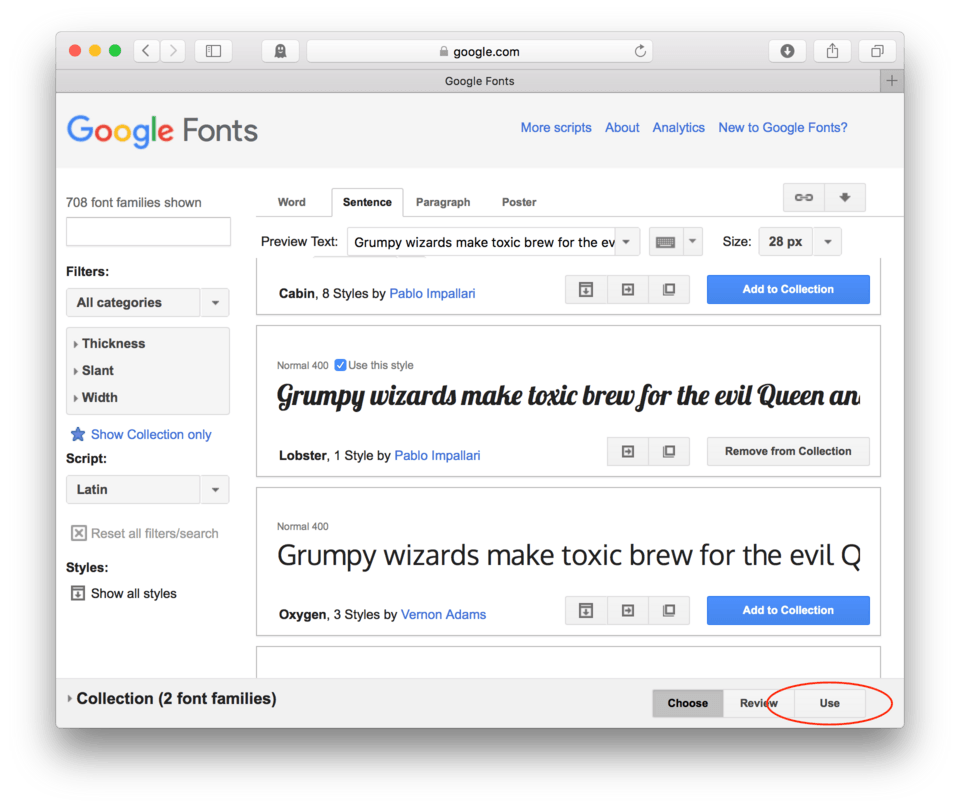 google.com
Google Fonts
Google Fonts
More scripts About Analytics New to Google Fonts?
708 font families shown
Word Sentence Paragraph Poster
Preview Text: Grumpy wizards make toxic brew for the ev Size: 28 px
Filters:
All categories
Thickness
Slant
Width
Show Collection only
Script:
Latin
Reset all filters/search
Styles:
Show all styles
Cabin, 8 Styles by Pablo Impallari Add to Collection
Normal 400 Use this style
Grumpy wizards make toxic brew for the evil Queen an
Lobster, 1 Style by Pablo Impallari Remove from Collection
Normal 400
Grumpy wizards make toxic brew for the evil Q
Oxygen, 3 Styles by Vernon Adams Add to Collection
Collection (2 font families) Choose Review Use